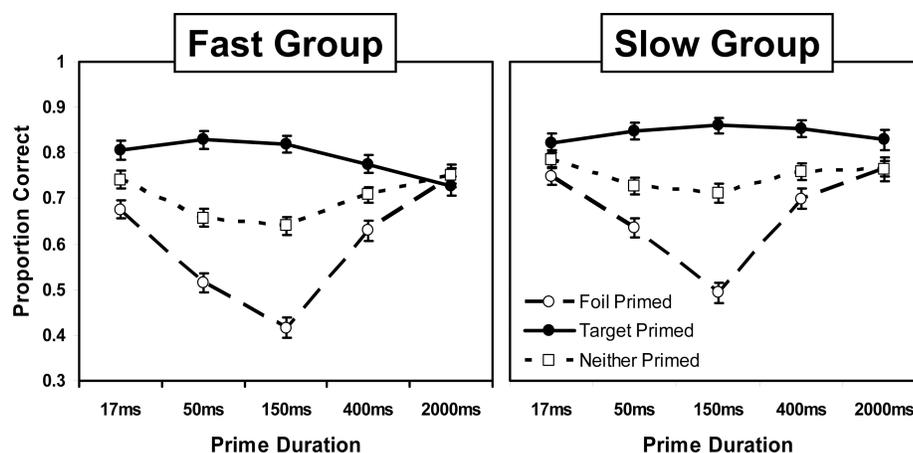 Fast Group
Slow Group
Proportion Correct
1
0.9
0.8
0.7
0.6
0.5
0.4
0.3
17ms 50ms 150ms 400ms 2000ms
Prime Duration
Foil Primed
Target Primed
Neither Primed
17ms 50ms 150ms 400ms 2000ms
Prime Duration